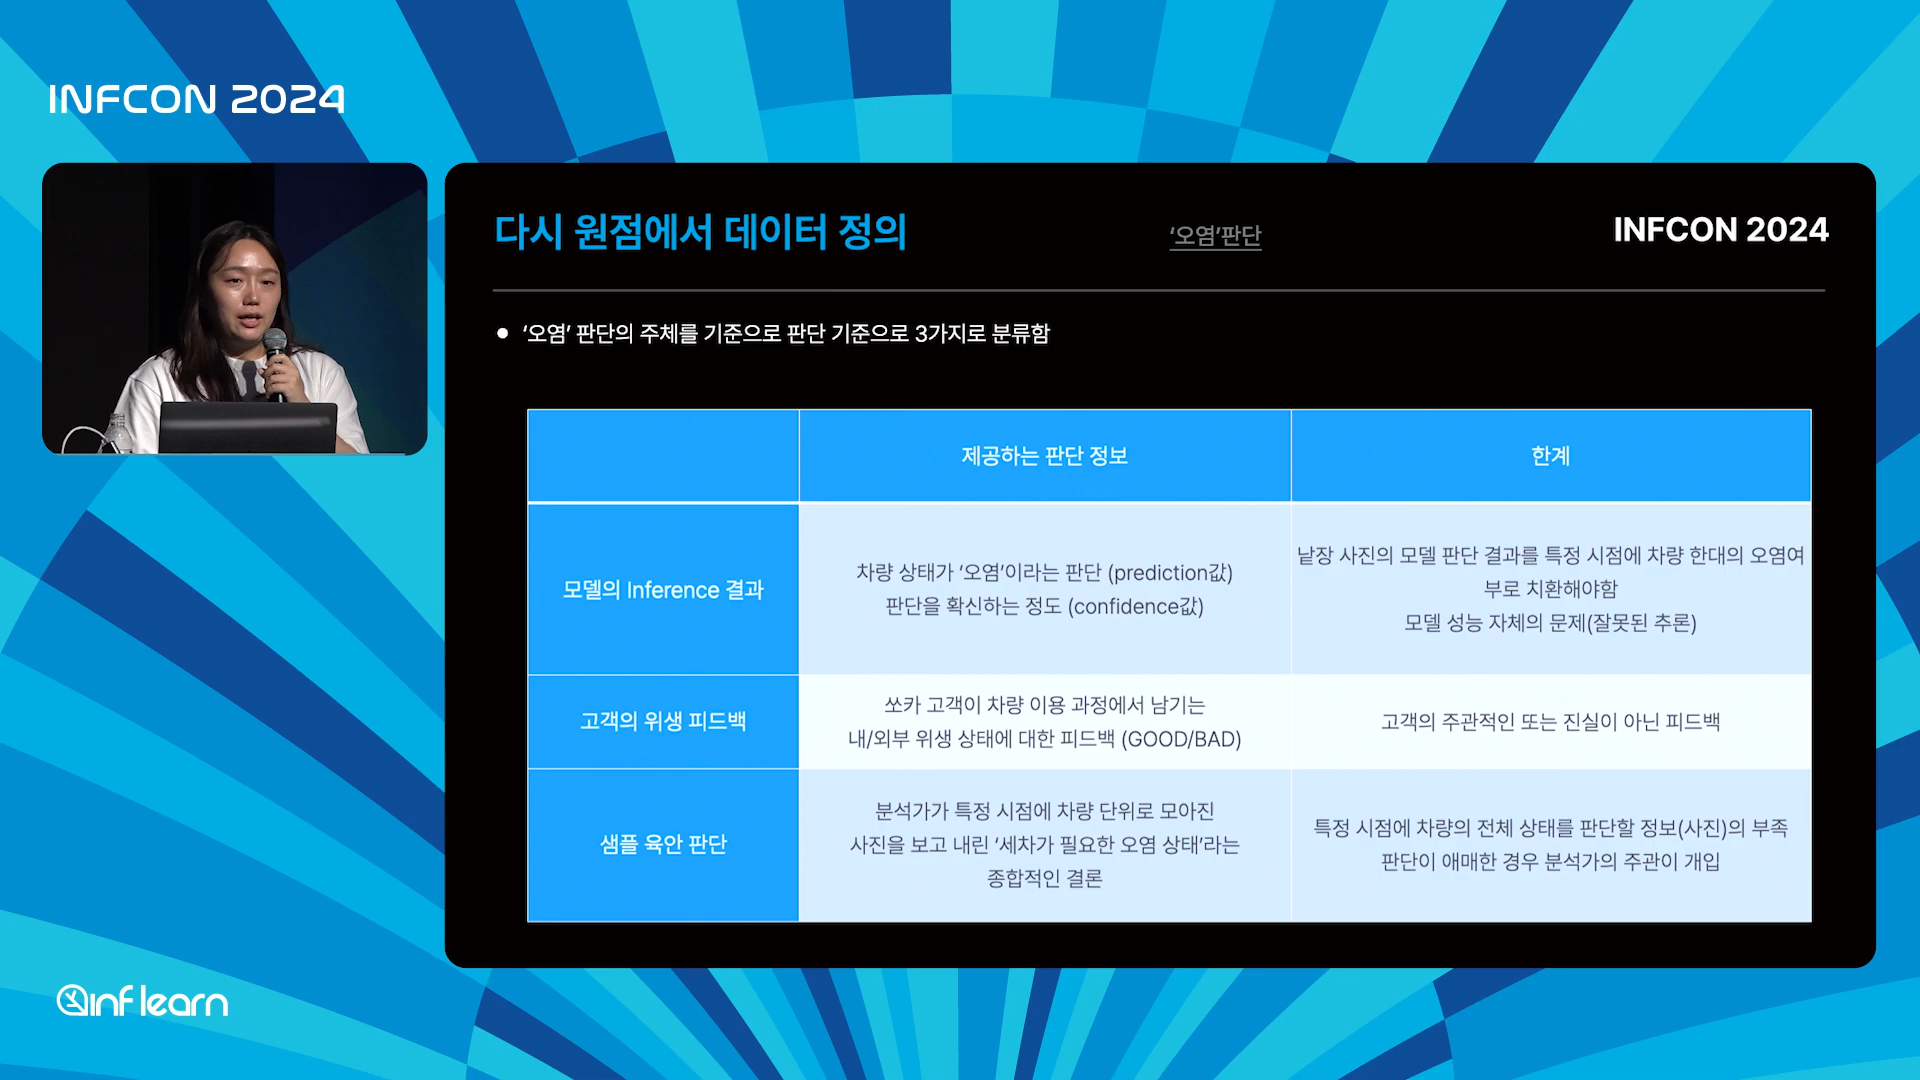 INFCON 2024
다시 원점에서 데이터 정의
‘오염’판단
INFCON 2024
‘오염’ 판단의 주체를 기준으로 판단 기준으로 3가지로 분류함
제공하는 판단 정보
한계
모델의 Inference 결과
차량 상태가 ‘오염’이라는 판단 (prediction값)
판단을 확신하는 정도 (confidence값)
낱장 사진의 모델 판단 결과를 특정 시점에 차량 한대의 오염여
부로 치환해야함
모델 성능 자체의 문제(잘못된 추론)
고객의 위생 피드백
쏘카 고객이 차량 이용 과정에서 남기는
내/외부 위생 상태에 대한 피드백 (GOOD/BAD)
고객의 주관적인 또는 진실이 아닌 피드백
샘플 육안 판단
분석가가 특정 시점에 차량 단위로 모아진
사진을 보고 내린 ‘세차가 필요한 오염 상태’라는
종합적인 결론
특정 시점에 차량의 전체 상태를 판단할 정보(사진)의 부족
판단이 애매한 경우 분석가의 주관이 개입
inflearn